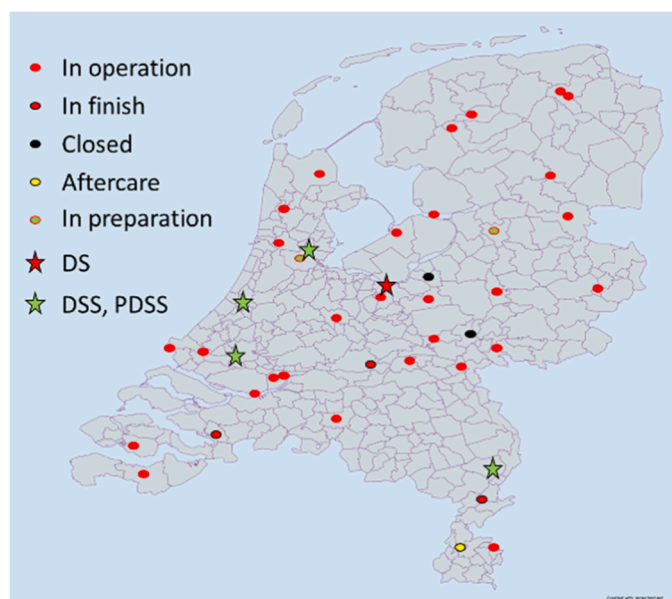 In operation
In finish
Closed
Aftercare
In preparation
DS
DSS, PDSS